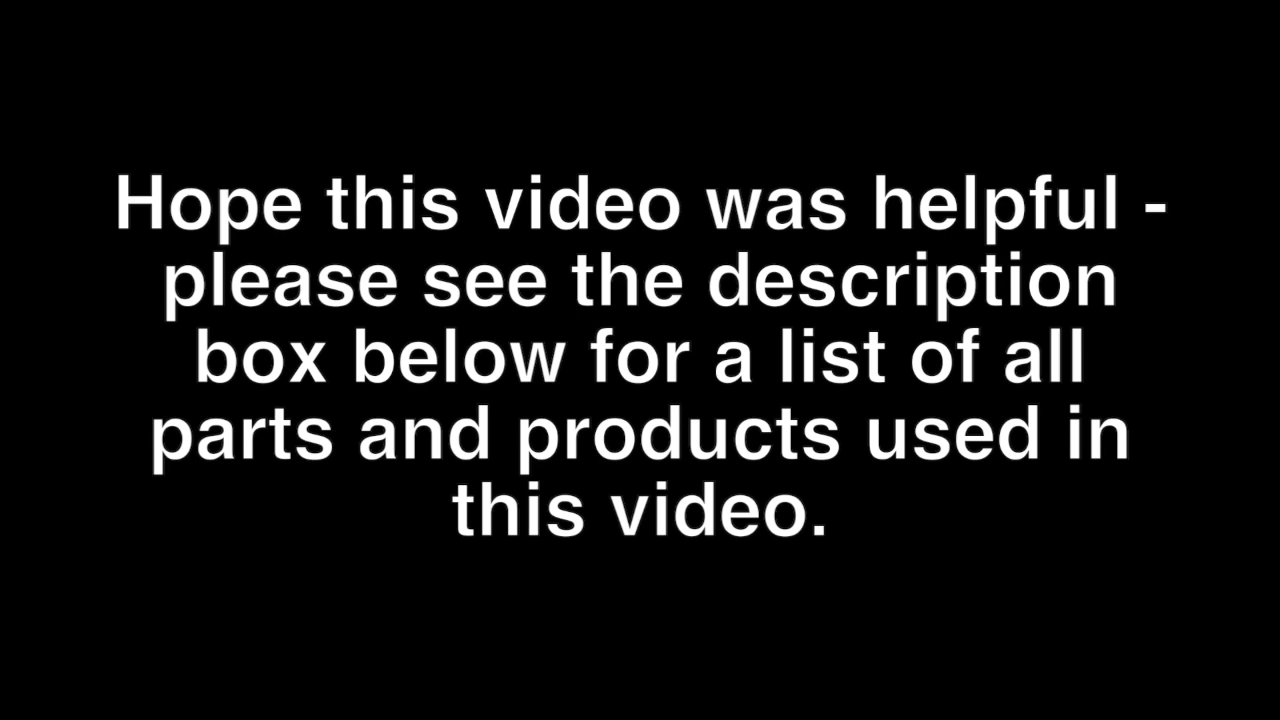 Hope this video was helpful -
please see the description
box below for a list of all
parts and products used in
this video.